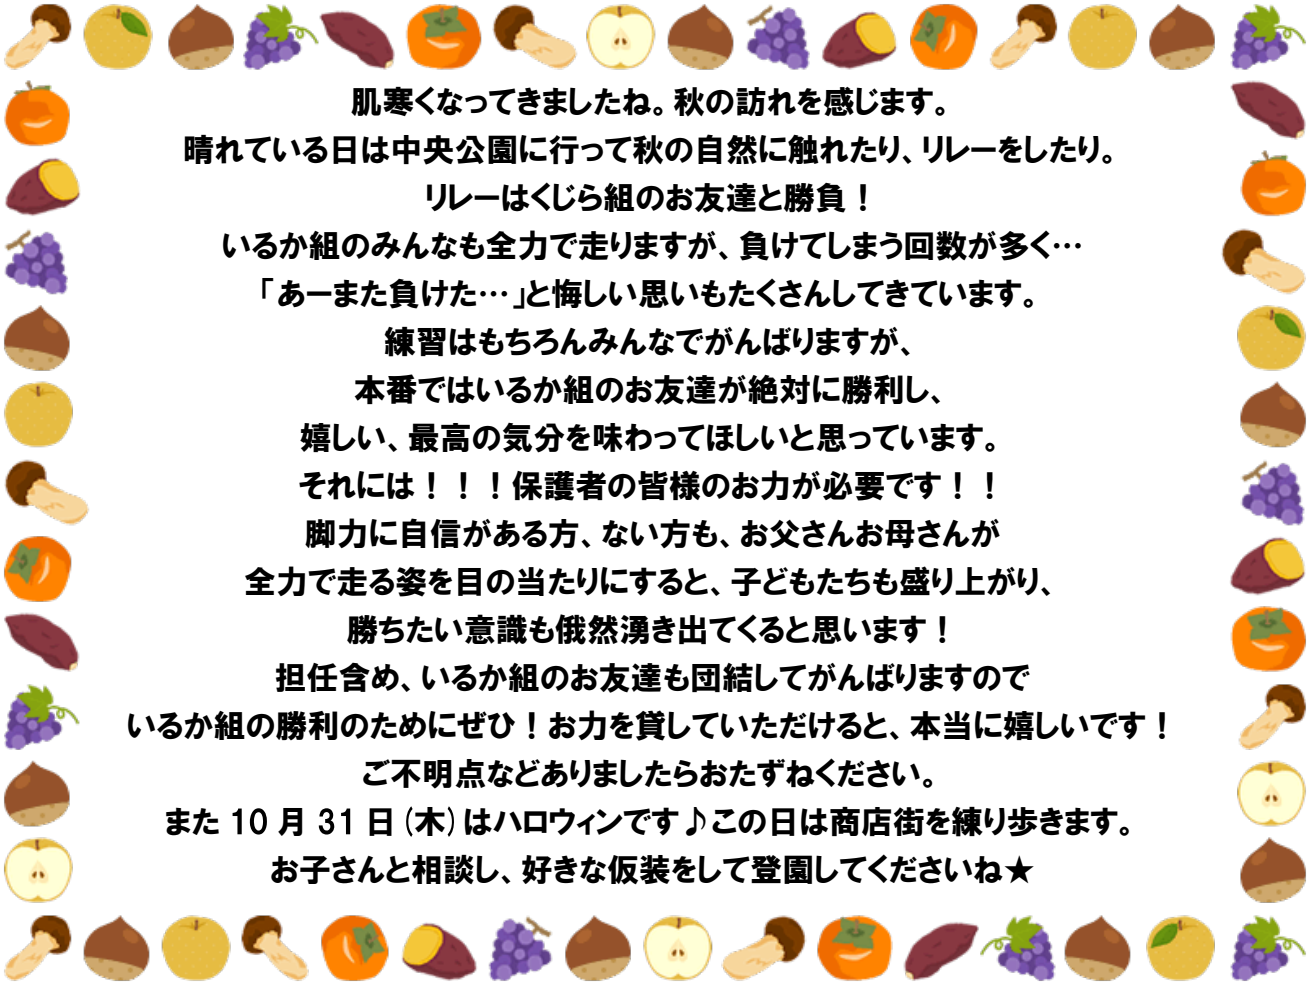 肌寒くなってきましたね。秋の訪れを感じます。
晴れている日は中央公園に行って秋の自然に触れたり、リレーをしたり。
リレーはくじら組のお友達と勝負！
いるか組のみんなも全力で走りますが、負けてしまう回数が多く…
「あーまた負けた…」と悔しい思いもたくさんしてきています。
練習はもちろんみんなでがんばりますが、
本番ではいるか組のお友達が絶対に勝利し、
嬉しい、最高の気分を味わってほしいと思っています。
それには！！！保護者の皆様のお力が必要です！！
脚力に自信がある方、ない方も、お父さんお母さんが
全力で走る姿を目の当たりにすると、子どもたちも盛り上がり、
勝ちたい意識も俄然湧き出てくると思います！
担任含め、いるか組のお友達も団結してがんばりますので
いるか組の勝利のためにぜひ！お力を貸していただけると、本当に嬉しいです！
ご不明点などありましたらおたずねください。
また 10 月 31 日(木)はハロウィンです♪この日は商店街を練り歩きます。
お子さんと相談し、好きな仮装をして登園してくださいね★